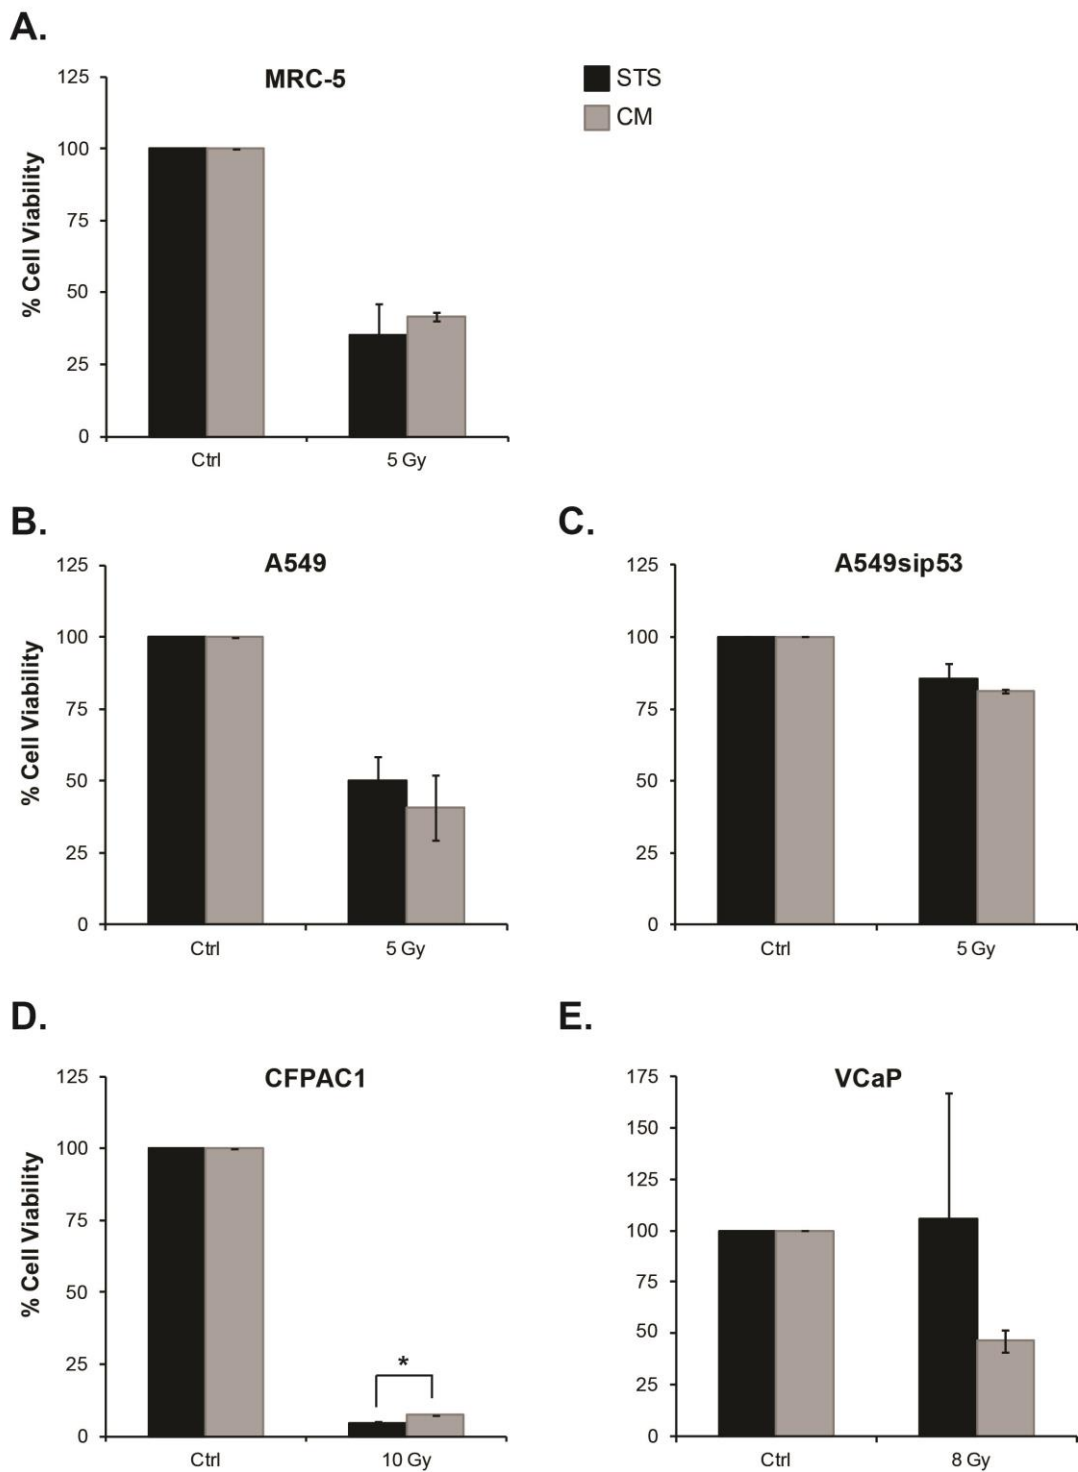 A.
MRC-5
STS
CM
% Cell Viability
125
100
75
50
25
0
Ctrl
5 Gy
B.
A549
% Cell Viability
125
100
75
50
25
0
Ctrl
5 Gy
C.
A549sip53
125
100
75
50
25
0
Ctrl
5 Gy
D.
CFPAC1
% Cell Viability
125
100
75
50
25
0
*
Ctrl
10 Gy
E.
VCaP
175
150
125
100
75
50
25
0
Ctrl
8 Gy